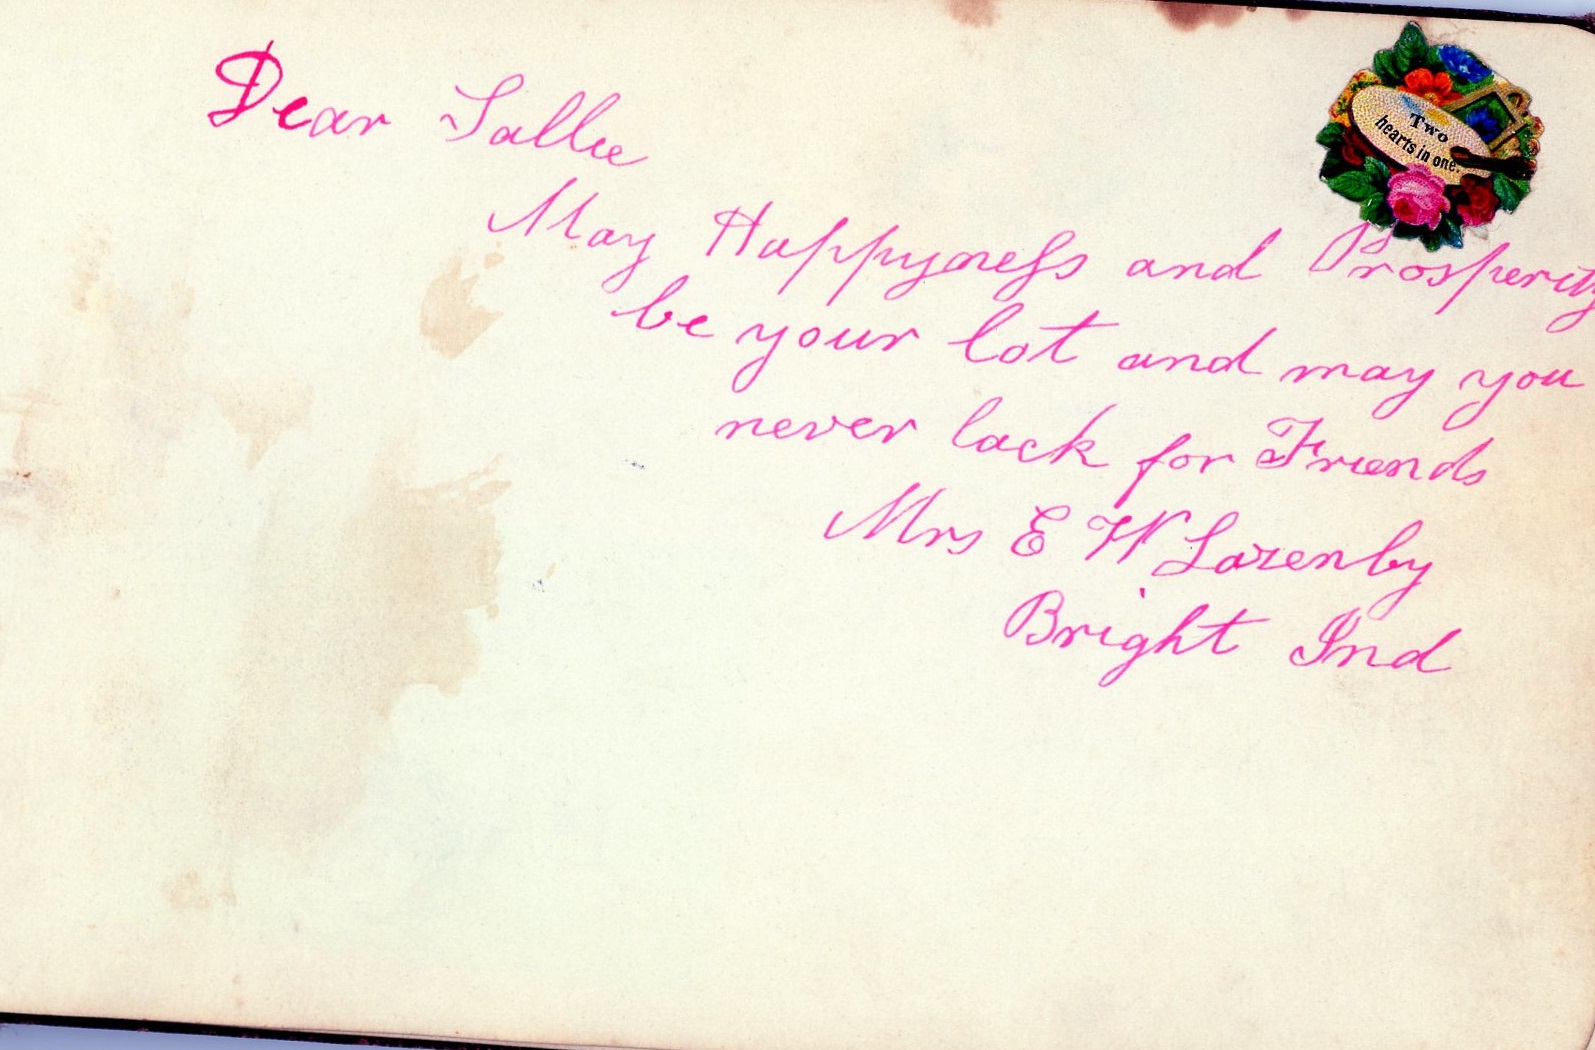 Dear Sallie
Two
hearts in one.
May Happyness and Prosperity
be your lot and may you
never lack for Friends
Mrs E W Lazenby
Bright Ind